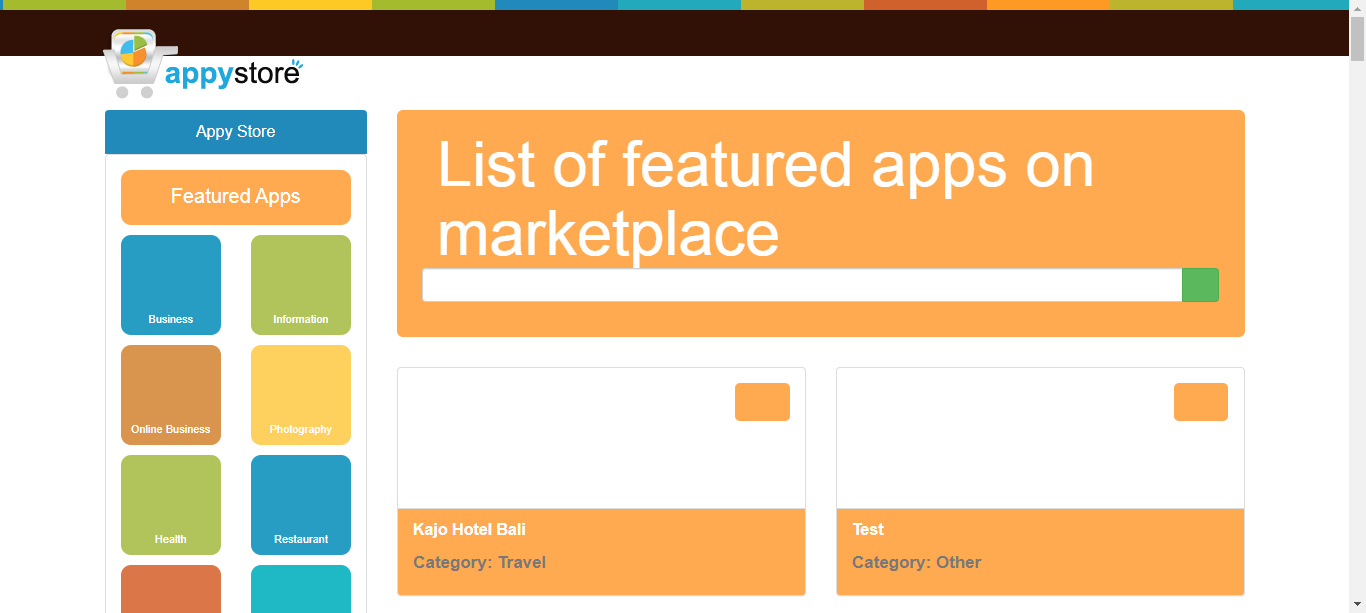 appystore
Appy Store
Featured Apps
Business
Information
Online Business
Photography
Health
Restaurant
List of featured apps on
marketplace
Kajo Hotel Bali
Category: Travel
Test
Category: Other